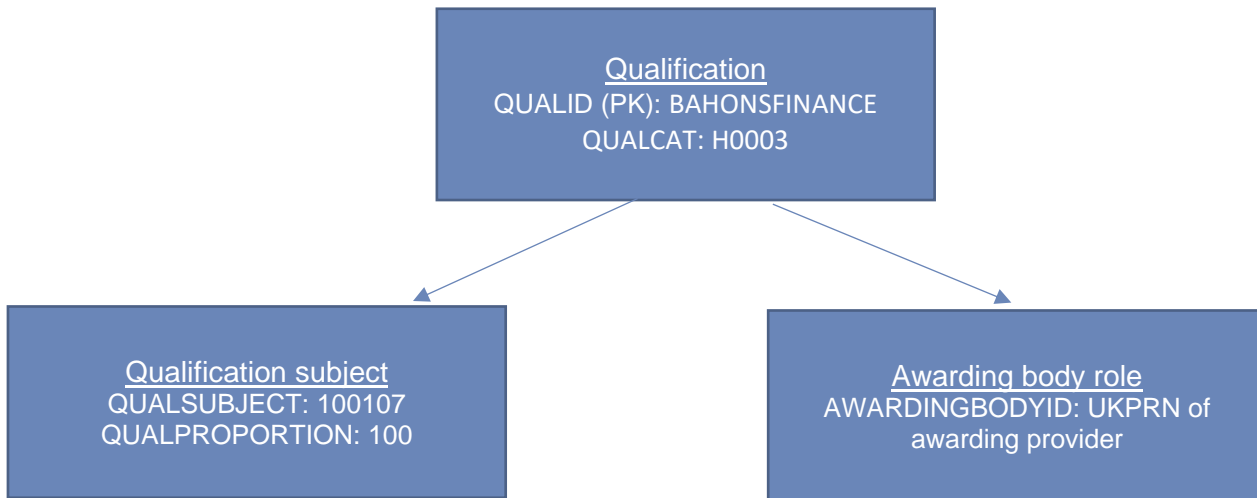 Qualification
QUALID (PK): BAHONSFINANCE
QUALCAT: H0003
Qualification subject
QUALSUBJECT: 100107
QUALPROPORTION: 100
Awarding body role
AWARDINGBODYID: UKPRN of
awarding provider